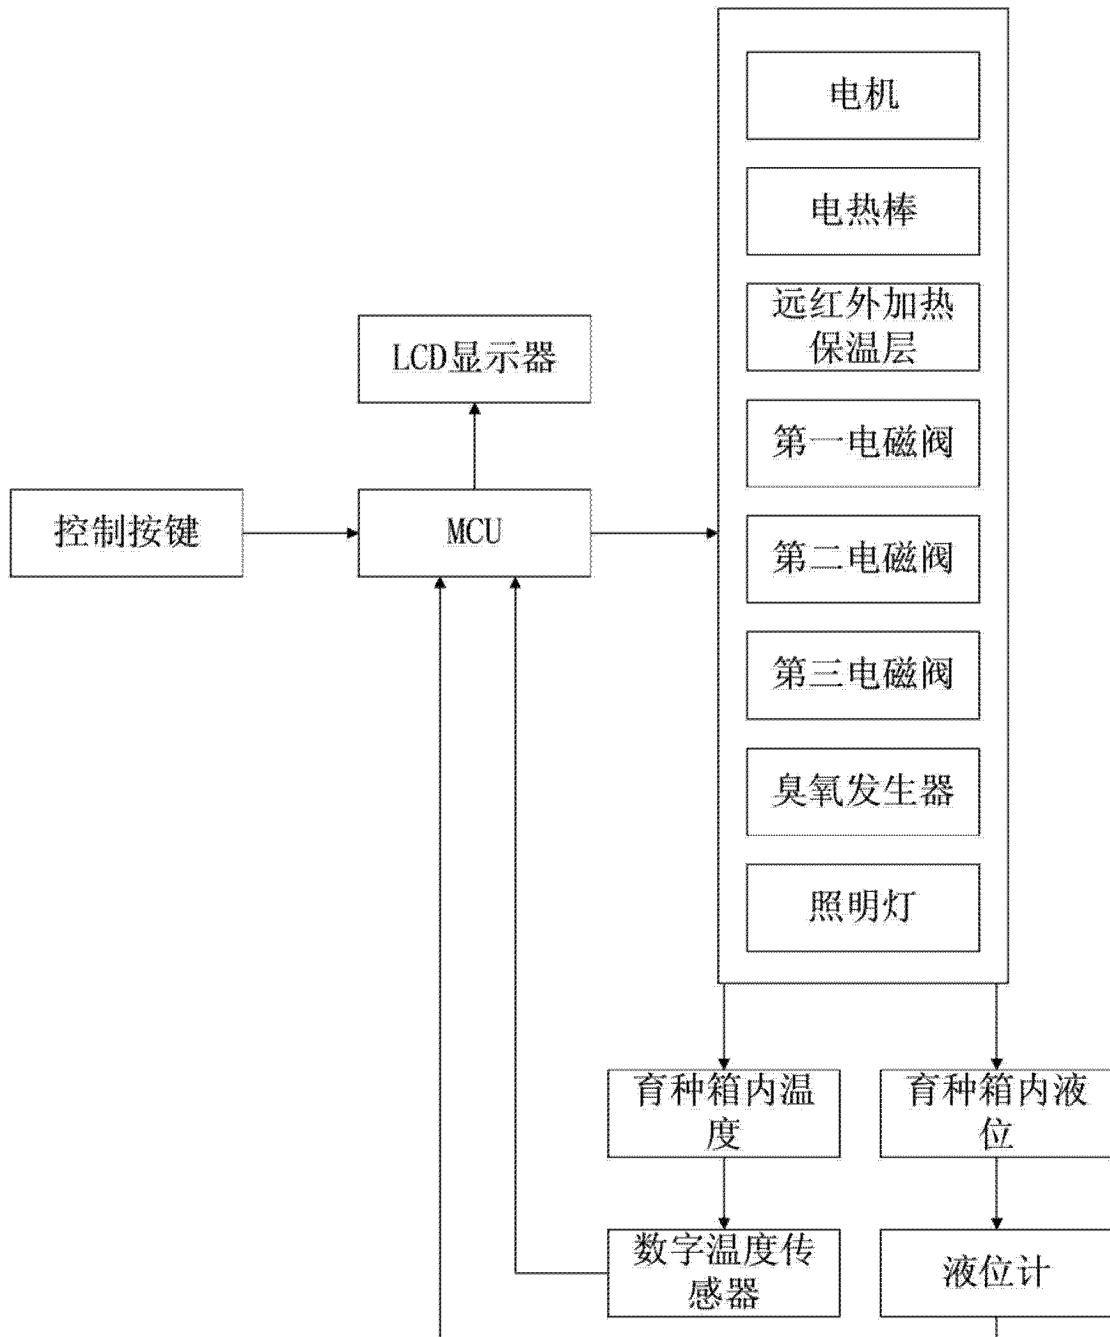 电机
电热棒
远红外加热
保温层
LCD显示器
第一电磁阀
控制按键
MCU
第二电磁阀
第三电磁阀
臭氧发生器
照明灯
育种箱内温
度
育种箱内液
位
数字温度传
感器
液位计